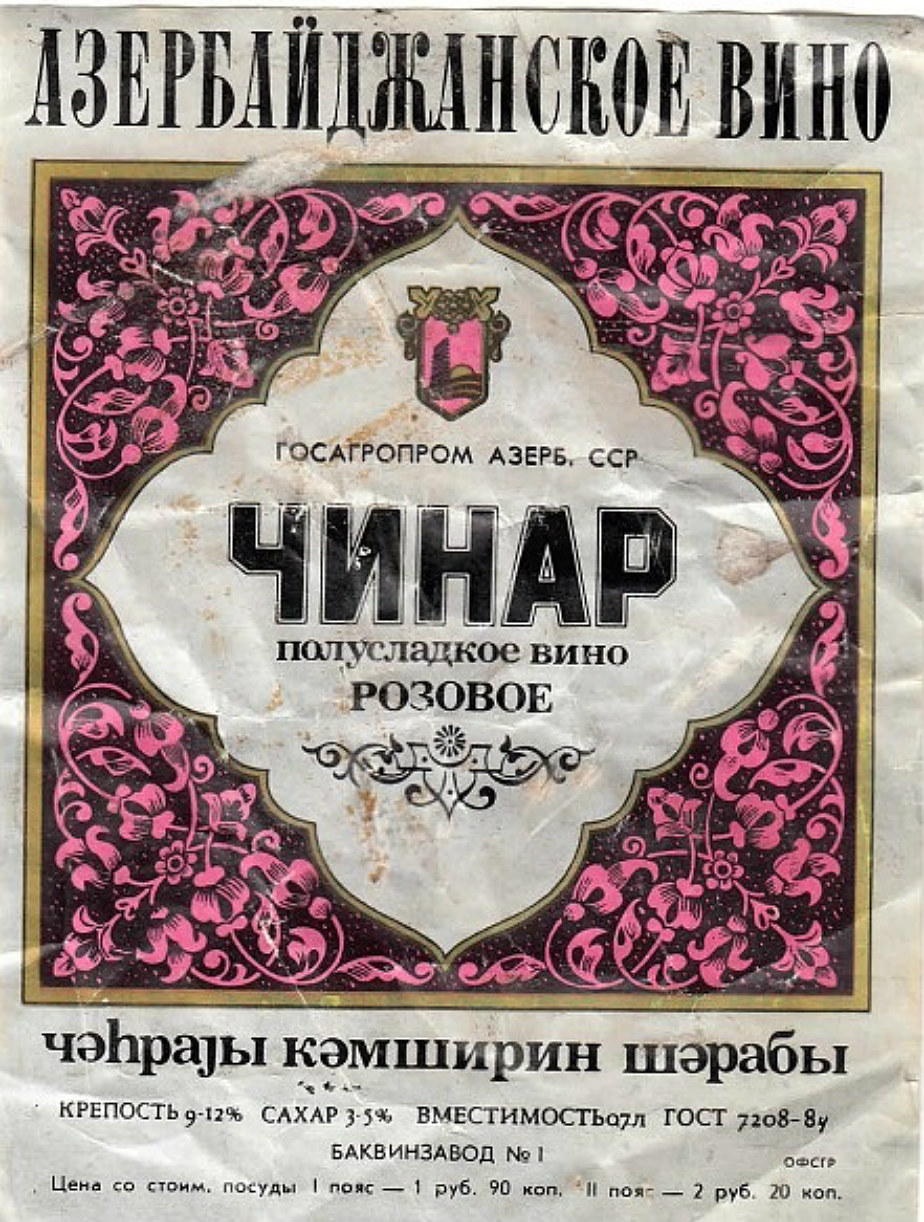 АЗЕРБАЙДЖАНСКОЕ ВИНО
ГОСАГРОПРОМ АЗЕРБ. ССР
ЧИНАР
полусладкое вино
РОЗОВОЕ
чәһрајы кәмширин шәрабы
КРЕПОСТЬ 9-12% САХАР 3-5% ВМЕСТИМОСТЬ 0,7л ГОСТ 7208-84
БАКВИНЗАВОД № 1
ОФСГР
Цена со стоим. посуды I пояс — 1 руб. 90 коп. II пояс — 2 руб. 20 коп.